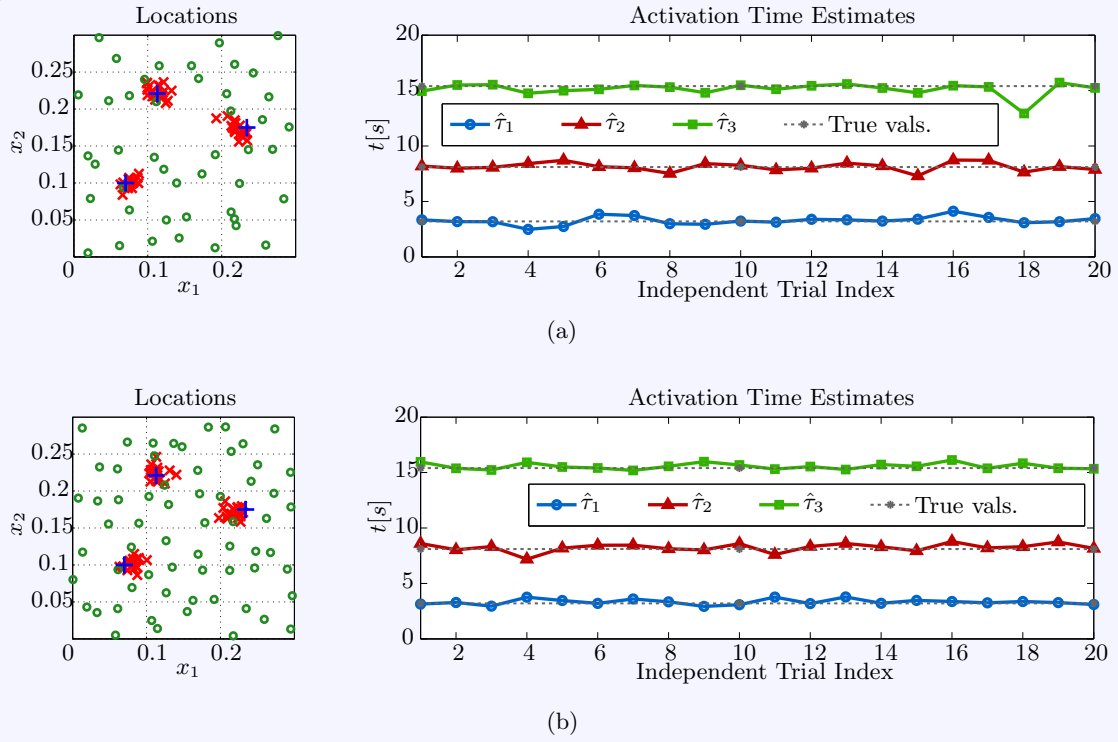 Locations
0.25
0.2
0.15
0.1
0.05
0
0.1
0.2
x₂
x₁
Activation Time Estimates
20
15
10
5
0
t[s]
τ̂₁ τ̂₂ τ̂₃ True vals.
2 4 6 8 10 12 14 16 18 20
Independent Trial Index
(a)
Locations
0.25
0.2
0.15
0.1
0.05
0
0.1
0.2
x₂
x₁
Activation Time Estimates
20
15
10
5
0
t[s]
τ̂₁ τ̂₂ τ̂₃ True vals.
2 4 6 8 10 12 14 16 18 20
Independent Trial Index
(b)